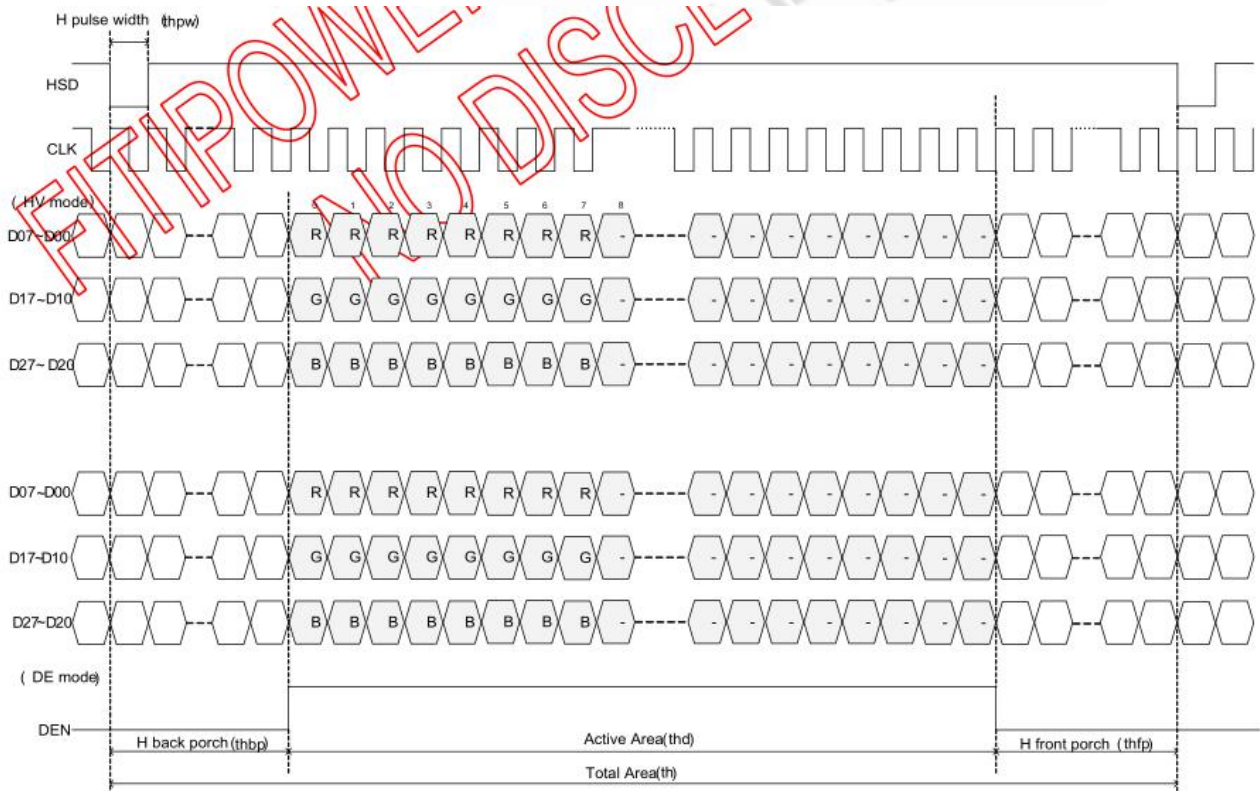 H pulse width (thpw)
FITIPOWE
NO DISCL
HSD
CLK
( HV mode)
0 1 2 3 4 5 6 7 8
D07~D00 R R R R R R R R - - - - - - - - -
D17~D10 G G G G G G G G - - - - - - - - -
D27~ D20 B B B B B B B B - - - - - - - - -
D07~D00 R R R R R R R R - - - - - - - - -
D17~D10 G G G G G G G G - - - - - - - - -
D27~D20 B B B B B B B B - - - - - - - - -
( DE mode)
DEN
H back porch (thbp) Active Area(thd) H front porch (thfp)
Total Area(th)